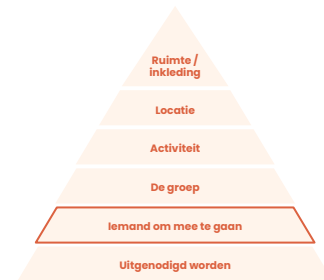 Ruimte /
inkleding
Locatie
Activiteit
De groep
Iemand om mee te gaan
Uitgenodigd worden